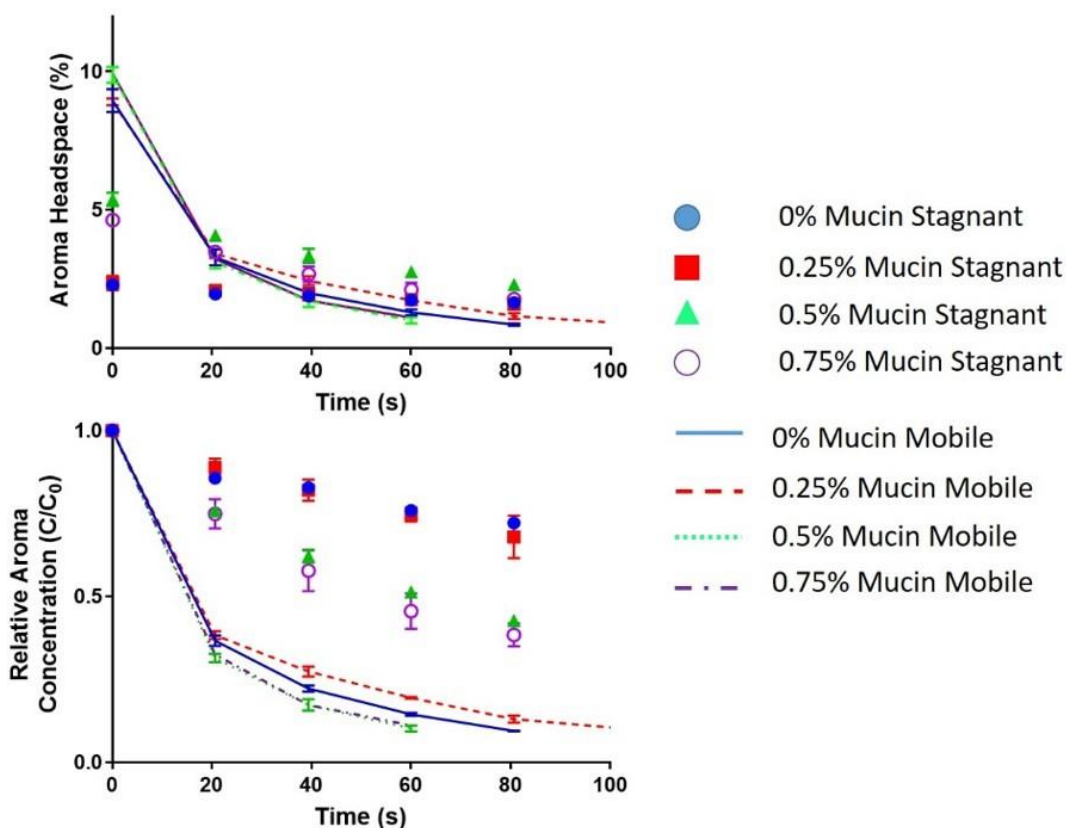 Aroma Headspace (%)
10
5
0
0 20 40 60 80 100
Time (s)
Relative Aroma
Concentration (C/C0)
1.0
0.5
0.0
0 20 40 60 80 100
Time (s)
0% Mucin Stagnant
0.25% Mucin Stagnant
0.5% Mucin Stagnant
0.75% Mucin Stagnant
0% Mucin Mobile
0.25% Mucin Mobile
0.5% Mucin Mobile
0.75% Mucin Mobile